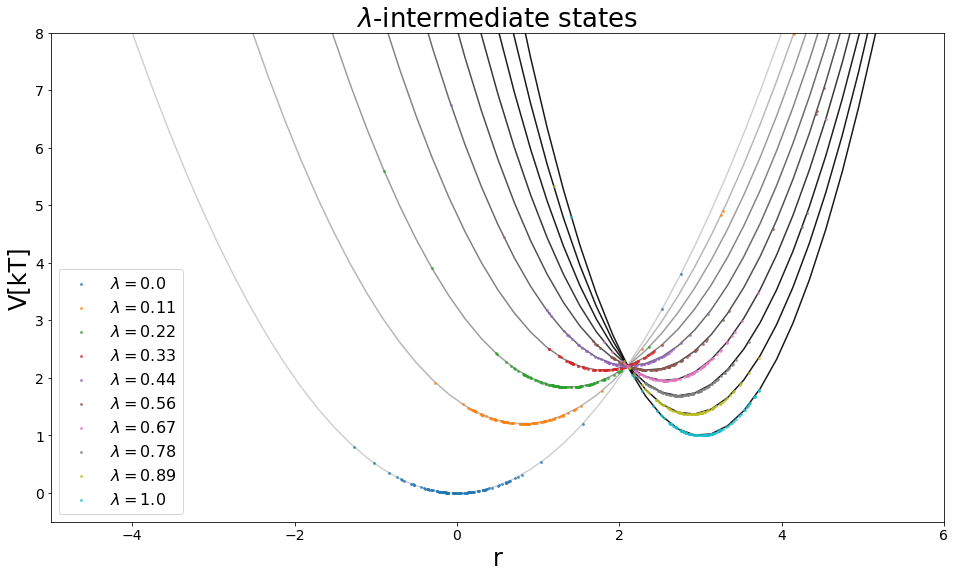 λ-intermediate states
V[kT]
8
7
6
5
4
3
2
1
0
λ = 0.0
λ = 0.11
λ = 0.22
λ = 0.33
λ = 0.44
λ = 0.56
λ = 0.67
λ = 0.78
λ = 0.89
λ = 1.0
−4 −2 0 2 4 6
r